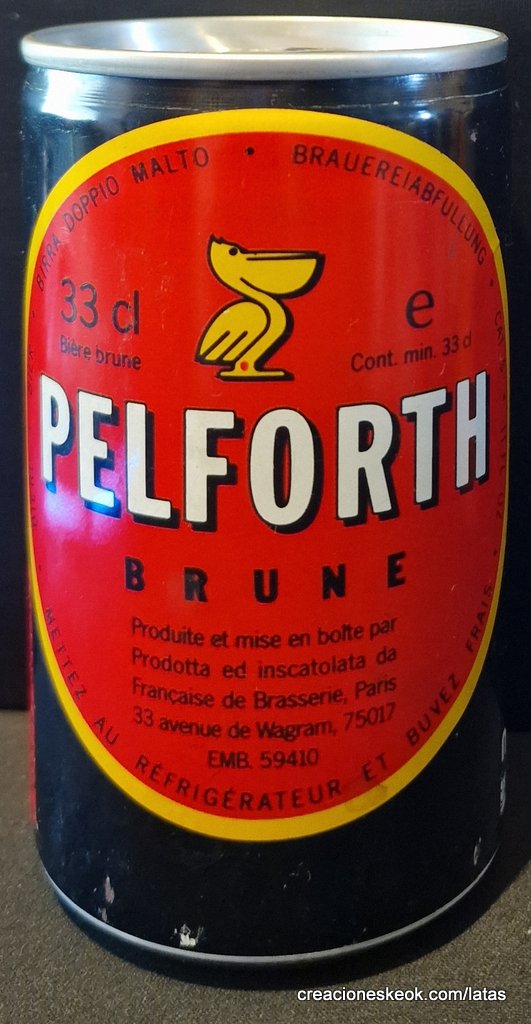 BIRRA DOPPIO MALTO • BRAUEREIABFULLUNG •
33 cl
Bière brune
e
Cont. min. 33 cl
PELFORTH
BRUNE
Produite et mise en boîte par
Prodotta ed inscatolata da
Française de Brasserie, Paris
33 avenue de Wagram, 75017
EMB. 59410
METTEZ AU RÉFRIGÉRATEUR ET BUVEZ FRAIS
creacioneskeok.com/latas